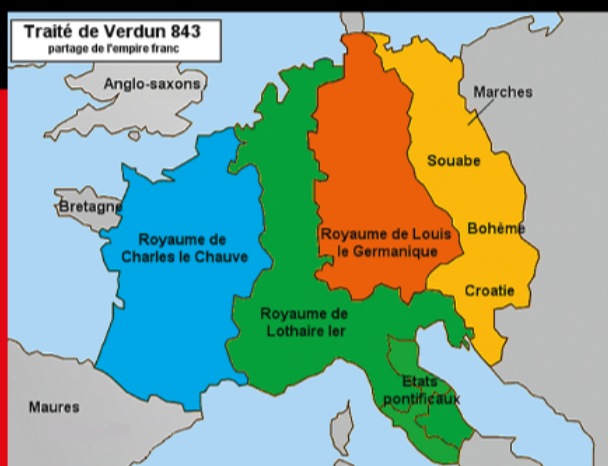 Traité de Verdun 843
partage de l'empire franc
Anglo-saxons
Marches
Souabe
Bretagne
Bohème
Royaume de
Charles le Chauve
Royaume de Louis
le Germanique
Croatie
Royaume de
Lothaire Ier
Etats
pontificaux
Maures